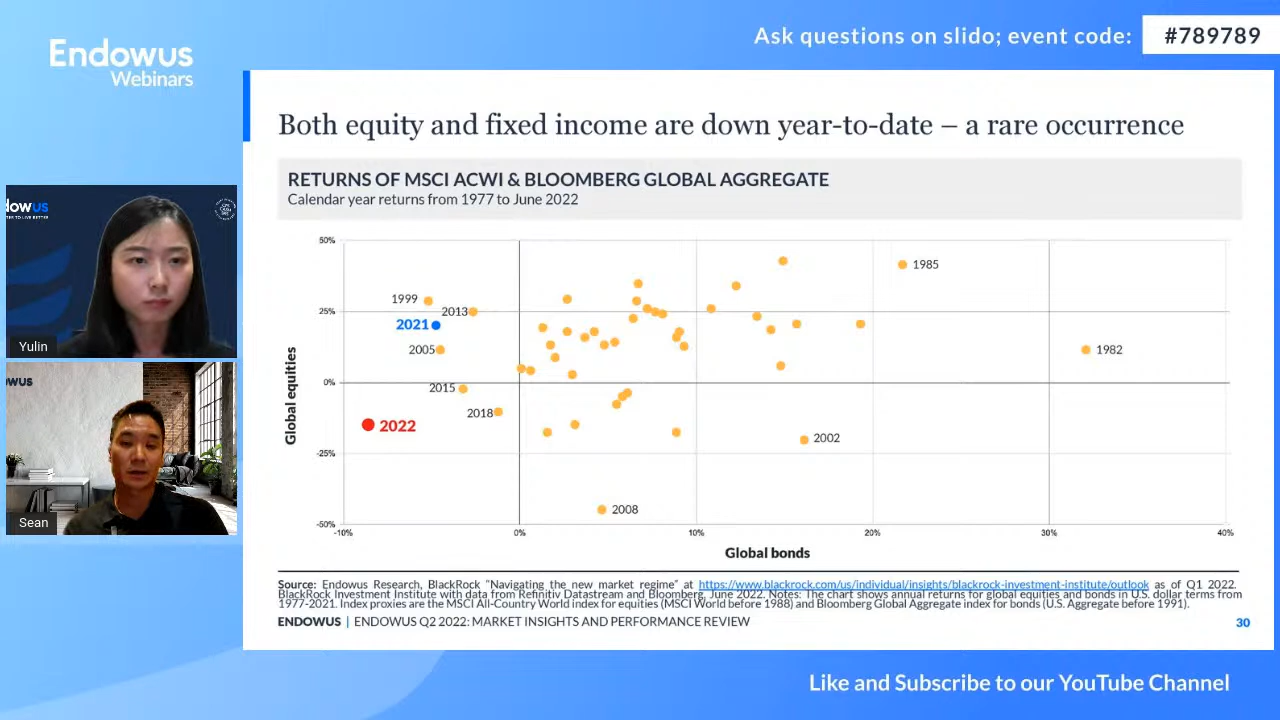 Ask questions on slido; event code: #789789
Endowus
Webinars
Both equity and fixed income are down year-to-date – a rare occurrence
RETURNS OF MSCI ACWI & BLOOMBERG GLOBAL AGGREGATE
Calendar year returns from 1977 to June 2022
50%
25%
0%
-25%
-50%
Global equities
1985
1999
2013
2021
2005
1982
2015
2018
2022
2002
2008
-10%
0%
10%
20%
30%
40%
Global bonds
Source: Endowus Research, BlackRock "Navigating the new market regime" at https://www.blackrock.com/us/individual/insights/blackrock-investment-institute/outlook as of Q1 2022.
BlackRock Investment Institute with data from Refinitiv Datastream and Bloomberg, June 2022. Notes: The chart shows annual returns for global equities and bonds in U.S. dollar terms from
1977-2021. Index proxies are the MSCI All-Country World index for equities (MSCI World before 1988) and Bloomberg Global Aggregate index for bonds (U.S. Aggregate before 1991).
ENDOWUS | ENDOWUS Q2 2022: MARKET INSIGHTS AND PERFORMANCE REVIEW
30
dowus
Yulin
owus
Sean
Like and Subscribe to our YouTube Channel